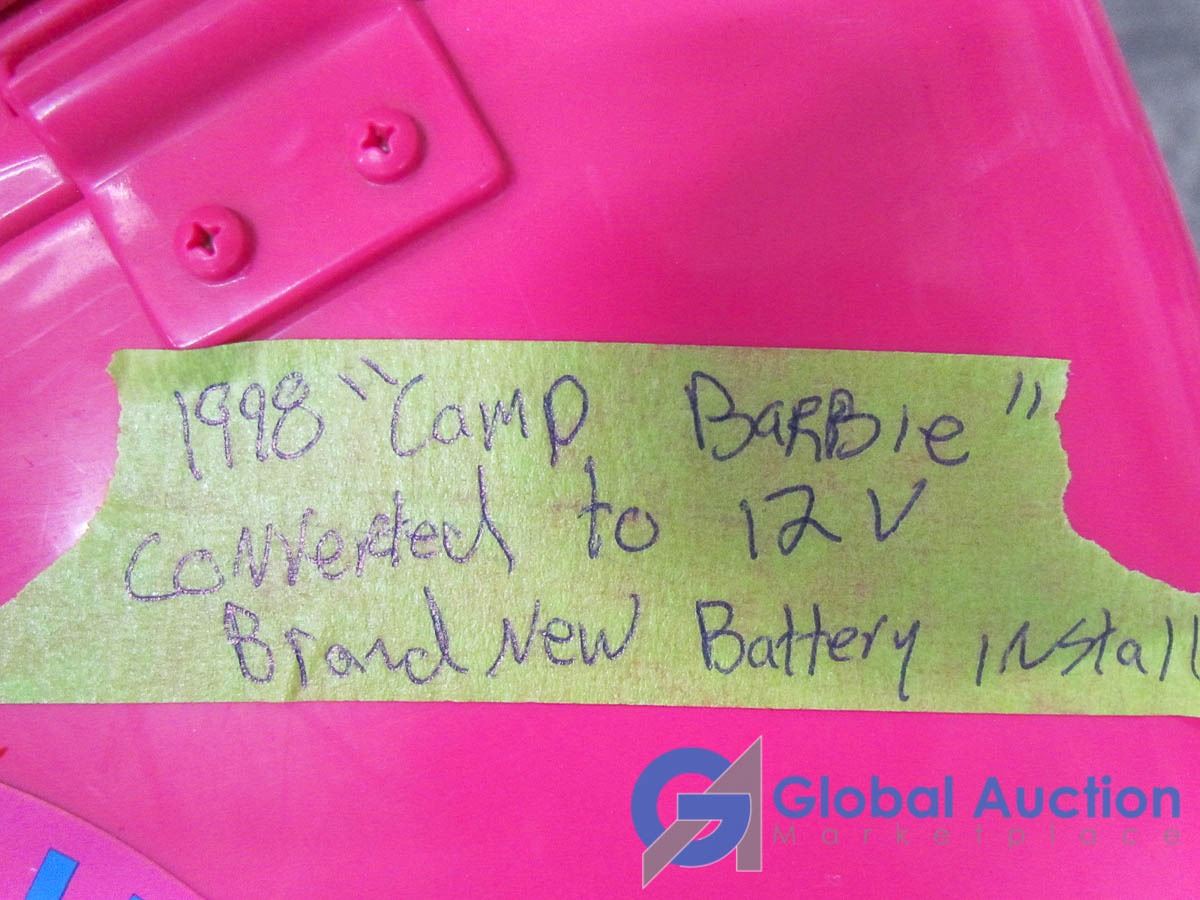 1998 "Camp BaRBie"
converted to 12V
Brand New Battery install
Global Auction
Marketplace